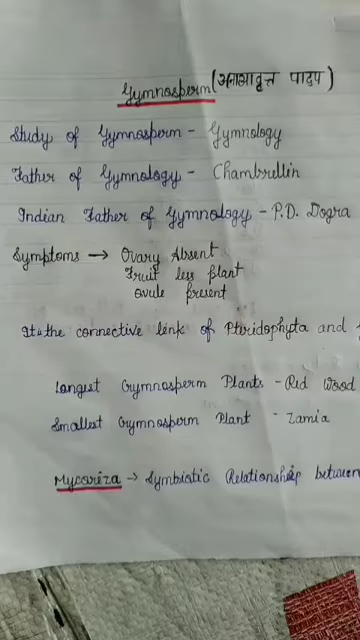 Gymnosperm (अनावृत्त पादप)
Study of Gymnosperm - Gymnology
Father of Gymnology - Chambrellin
Indian Father of Gymnology - P.D. Dogra
Symptoms → Ovary Absent
Fruit less plant
ovule present
It is the connective link of Pteridophyta and
Longest Gymnosperm Plants - Red Wood
Smallest Gymnosperm Plant - Zamia
Mycoriza → Symbiatic Relationship between